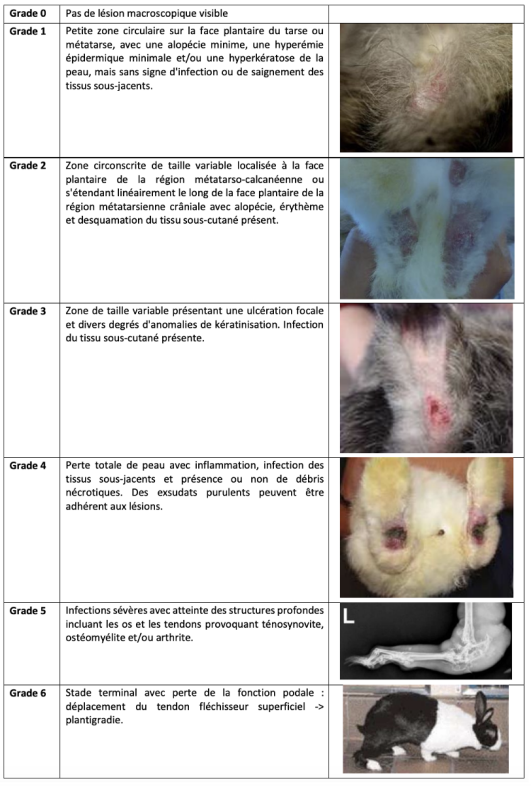 Grade 0 Pas de lésion macroscopique visible
Grade 1 Petite zone circulaire sur la face plantaire du tarse ou
métatarse, avec une alopécie minime, une hyperémie
épidermique minimale et/ou une hyperkératose de la
peau, mais sans signe d'infection ou de saignement des
tissus sous-jacents.
Grade 2 Zone circonscrite de taille variable localisée à la face
plantaire de la région métatarso-calcanéenne ou
s'étendant linéairement le long de la face plantaire de la
région métatarsienne crâniale avec alopécie, érythème
et desquamation du tissu sous-cutané présent.
Grade 3 Zone de taille variable présentant une ulcération focale
et divers degrés d'anomalies de kératinisation. Infection
du tissu sous-cutané présente.
Grade 4 Perte totale de peau avec inflammation, infection des
tissus sous-jacents et présence ou non de débris
nécrotiques. Des exsudats purulents peuvent être
adhérent aux lésions.
Grade 5 Infections sévères avec atteinte des structures profondes
incluant les os et les tendons provoquant ténosynovite,
ostéomyélite et/ou arthrite.
L
Grade 6 Stade terminal avec perte de la fonction podale :
déplacement du tendon fléchisseur superficiel ->
plantigradie.